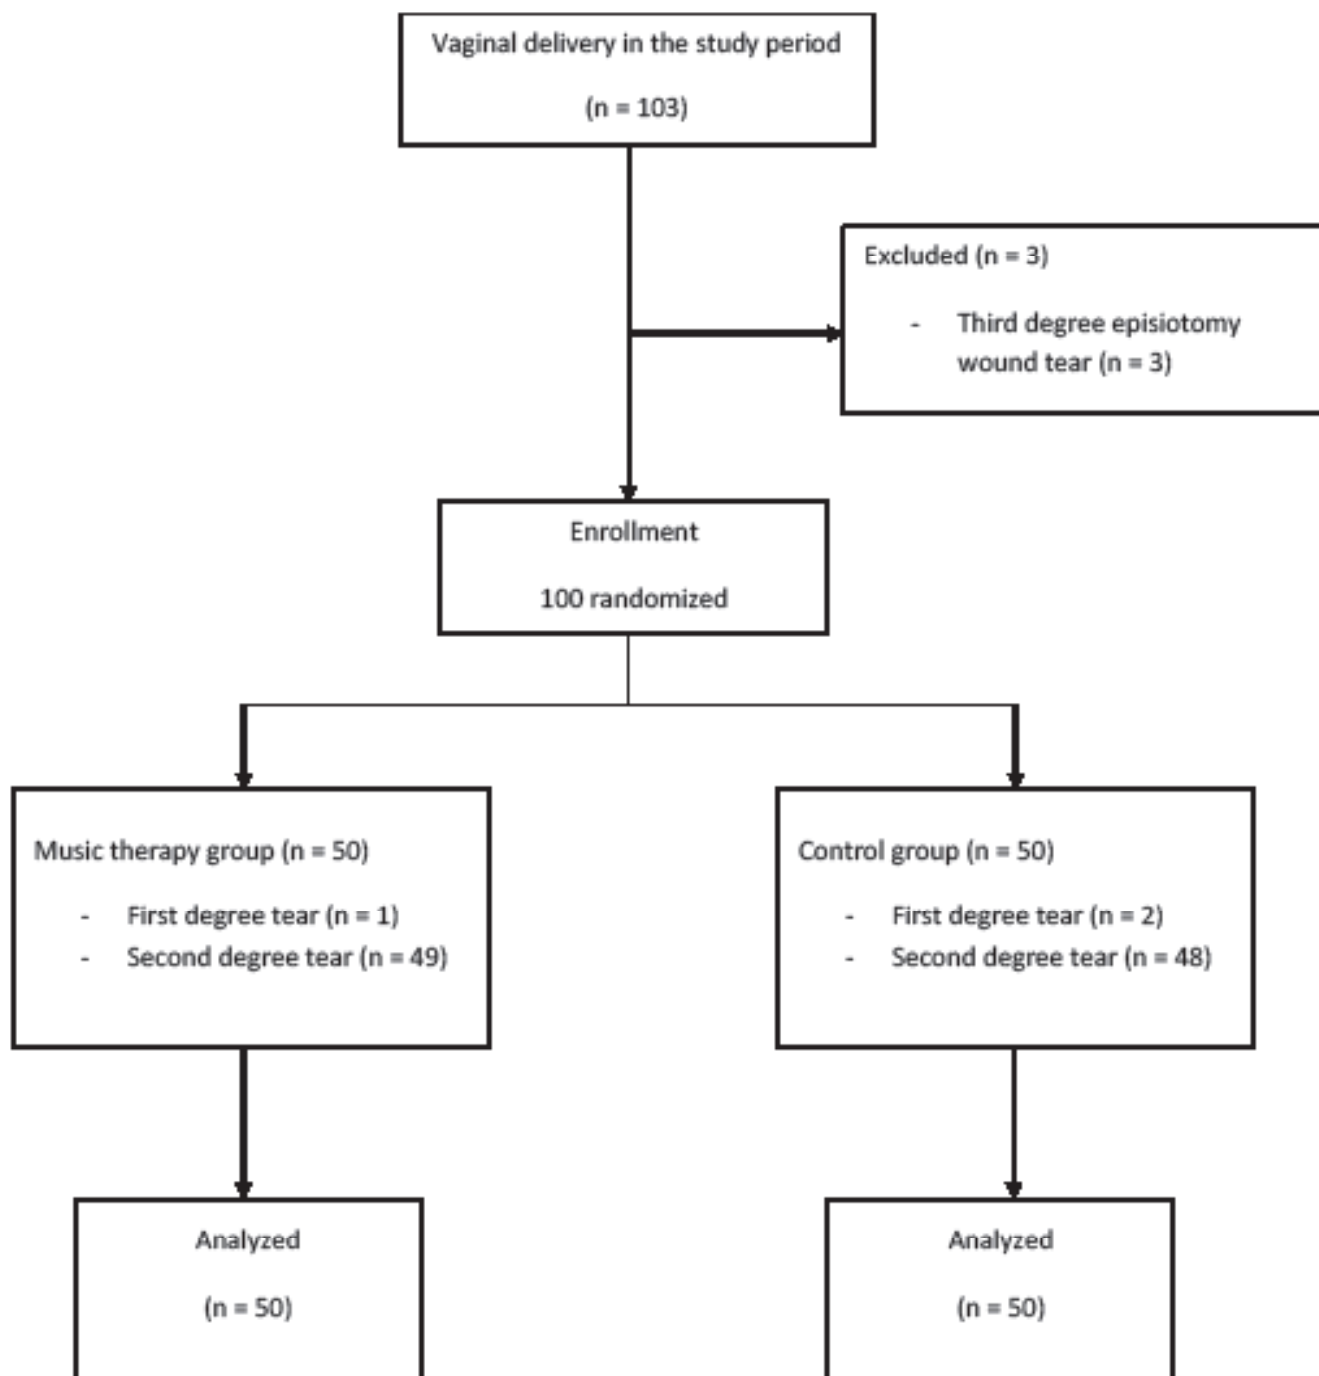 Vaginal delivery in the study period
(n = 103)
Excluded (n = 3)
- Third degree episiotomy
wound tear (n = 3)
Enrollment
100 randomized
Music therapy group (n = 50)
- First degree tear (n = 1)
- Second degree tear (n = 49)
Control group (n = 50)
- First degree tear (n = 2)
- Second degree tear (n = 48)
Analyzed
(n = 50)
Analyzed
(n = 50)